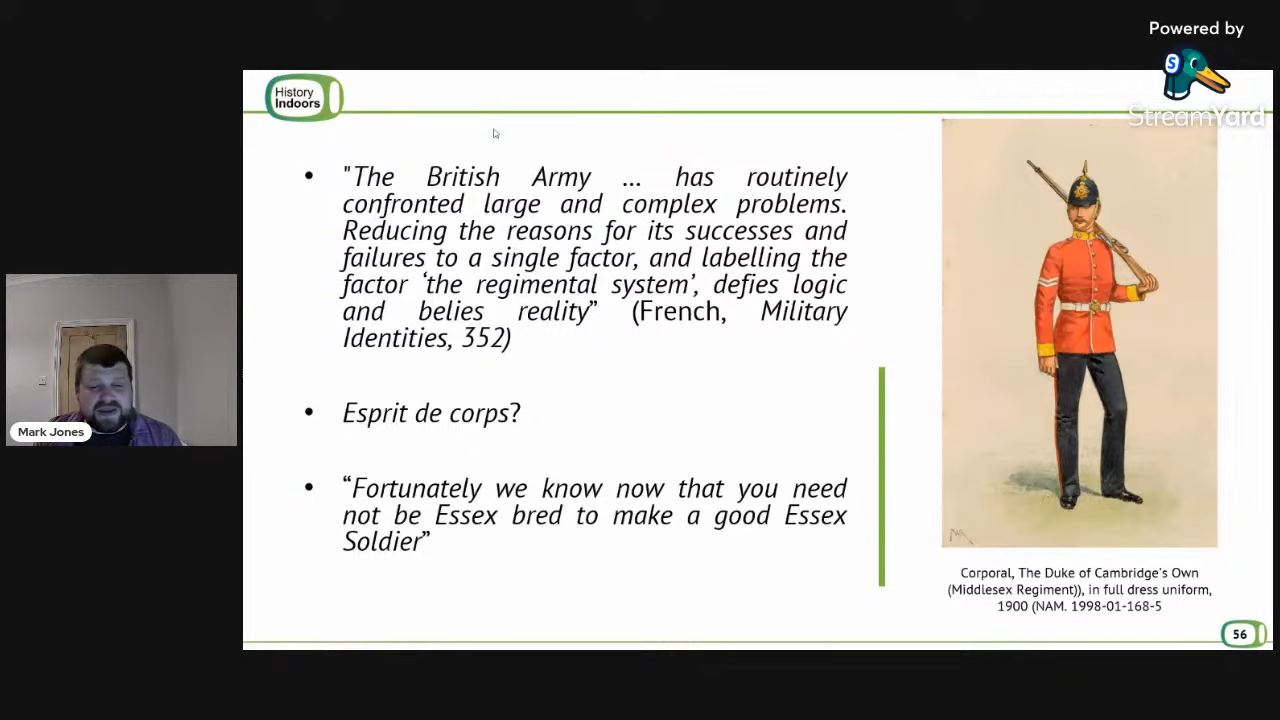 Powered by
StreamYard
History
Indoors
• "The British Army ... has routinely
confronted large and complex problems.
Reducing the reasons for its successes and
failures to a single factor, and labelling the
factor ‘the regimental system’, defies logic
and belies reality” (French, Military
Identities, 352)
• Esprit de corps?
• “Fortunately we know now that you need
not be Essex bred to make a good Essex
Soldier”
Corporal, The Duke of Cambridge's Own
(Middlesex Regiment)), in full dress uniform,
1900 (NAM. 1998-01-168-5
56
Mark Jones